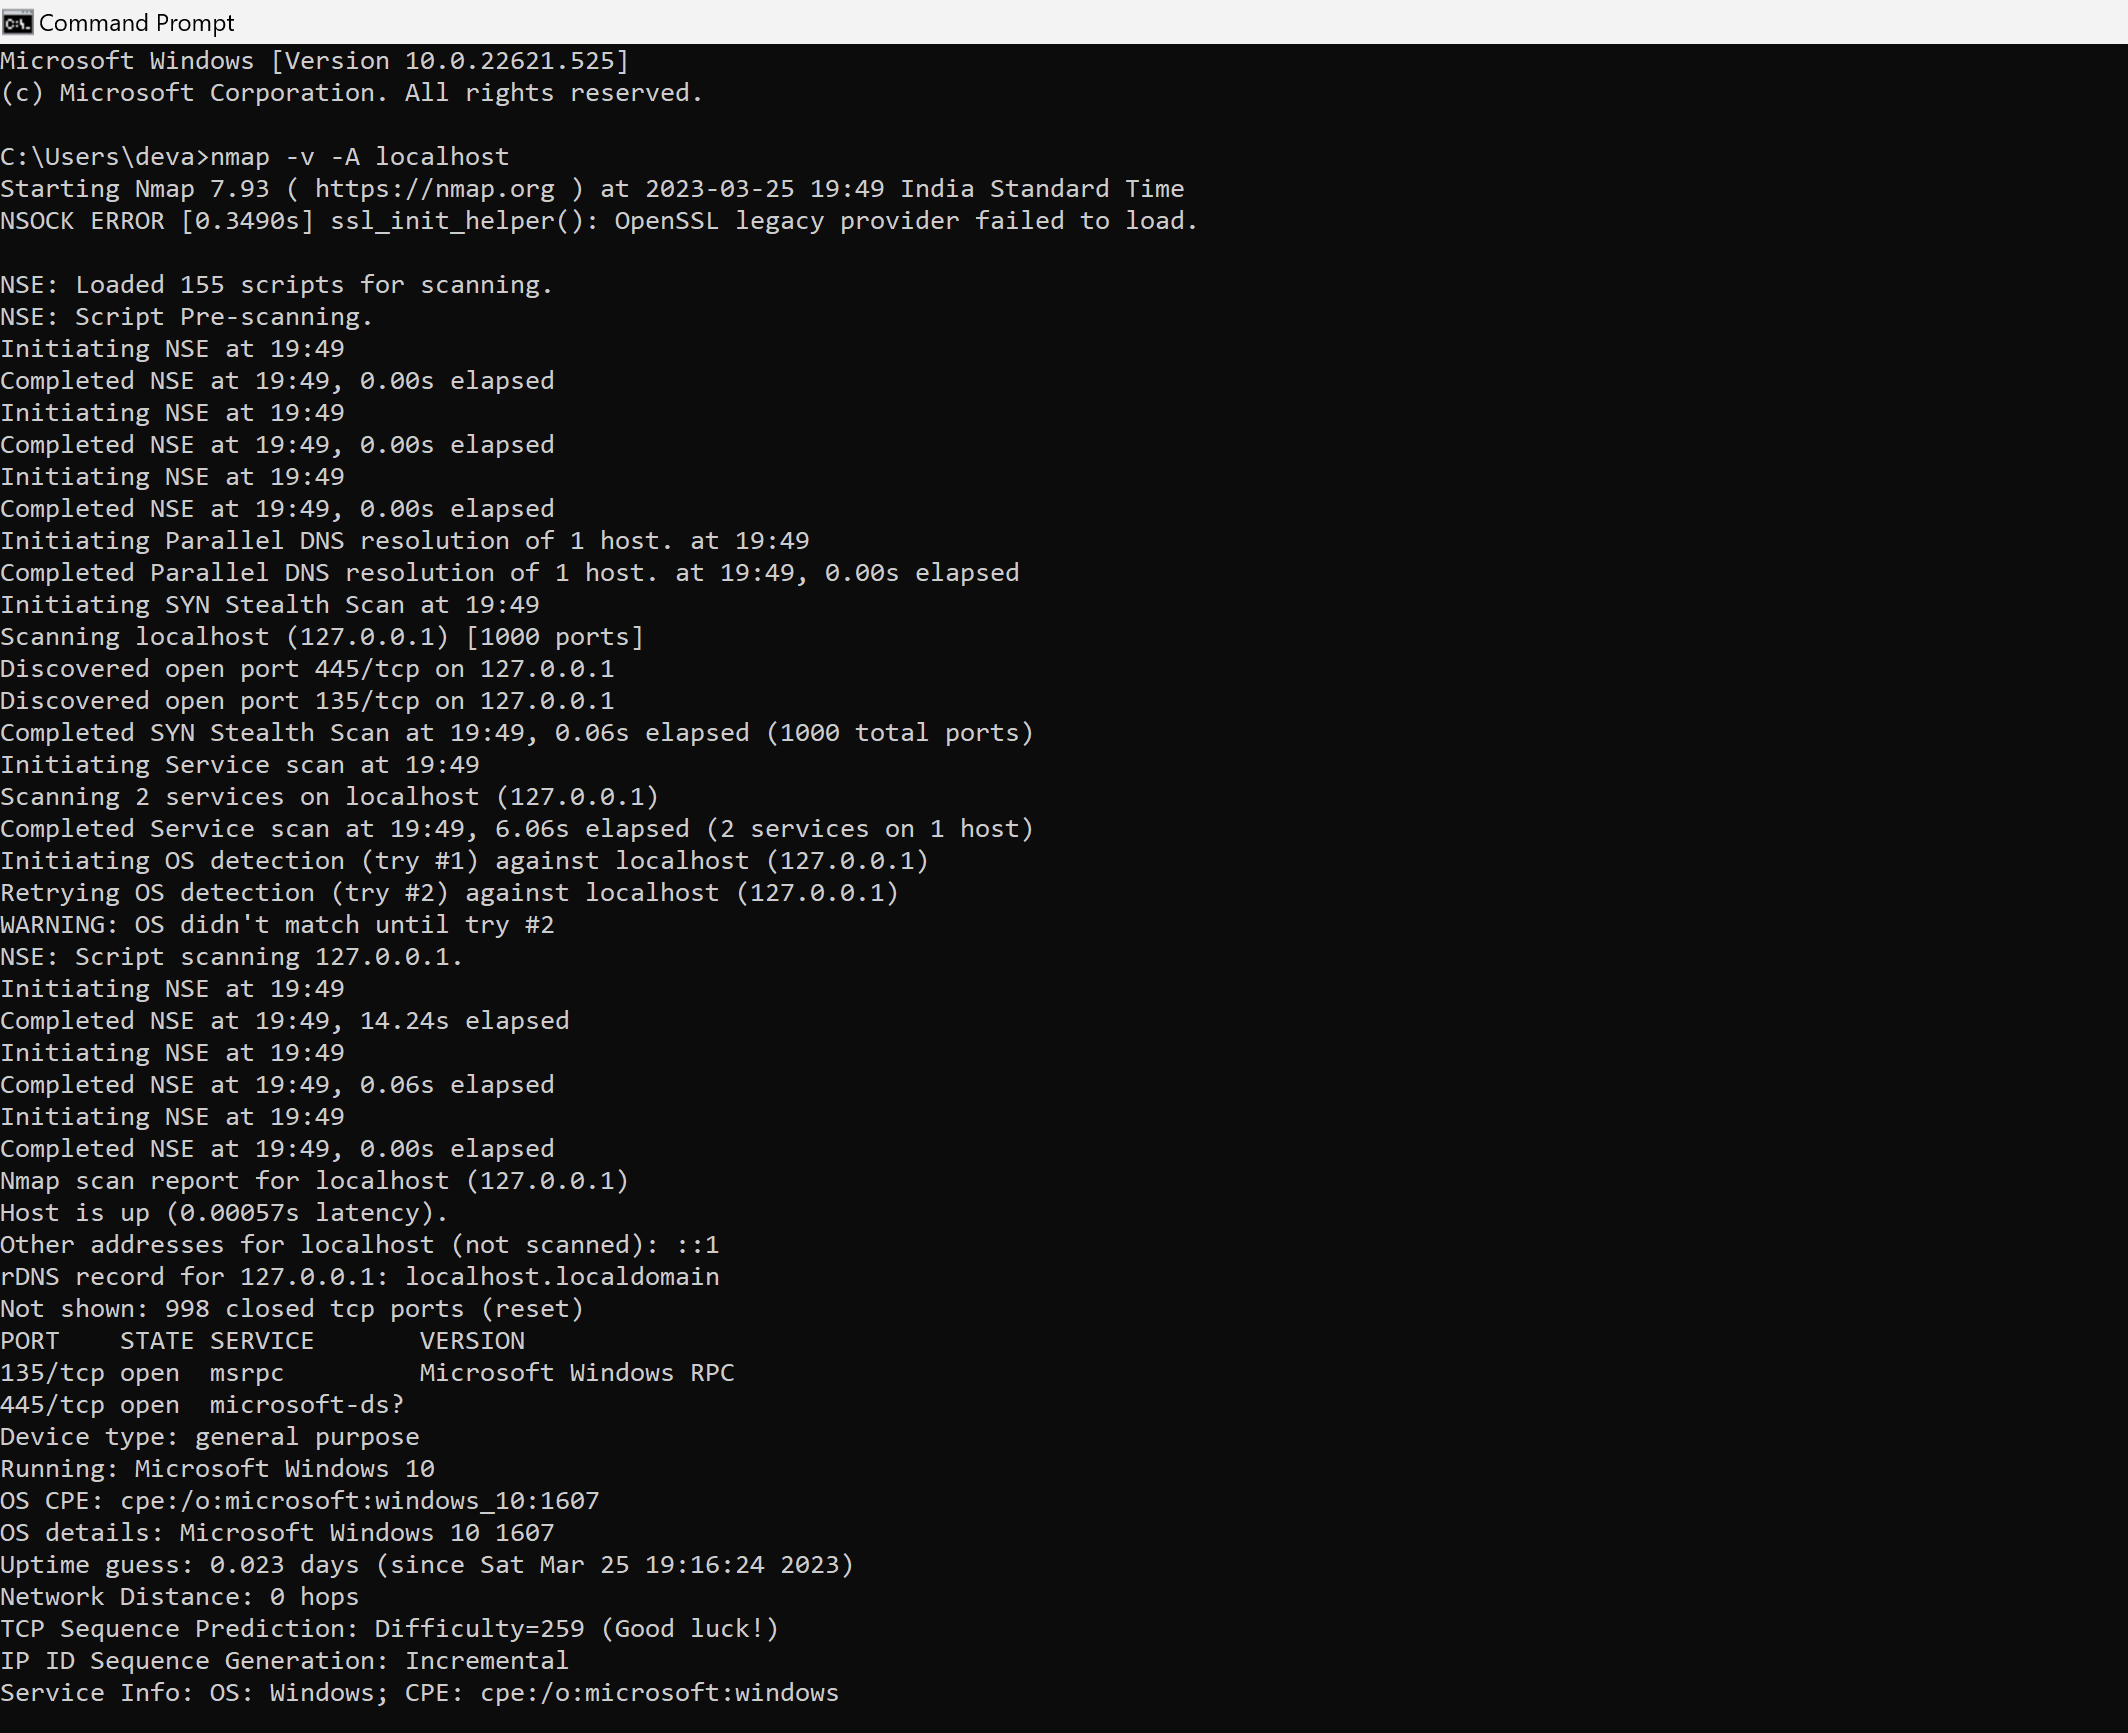 Command Prompt
Microsoft Windows [Version 10.0.22621.525]
(c) Microsoft Corporation. All rights reserved.
C:\Users\deva>nmap -v -A localhost
Starting Nmap 7.93 ( https://nmap.org ) at 2023-03-25 19:49 India Standard Time
NSOCK ERROR [0.3490s] ssl_init_helper(): OpenSSL legacy provider failed to load.
NSE: Loaded 155 scripts for scanning.
NSE: Script Pre-scanning.
Initiating NSE at 19:49
Completed NSE at 19:49, 0.00s elapsed
Initiating NSE at 19:49
Completed NSE at 19:49, 0.00s elapsed
Initiating NSE at 19:49
Completed NSE at 19:49, 0.00s elapsed
Initiating Parallel DNS resolution of 1 host. at 19:49
Completed Parallel DNS resolution of 1 host. at 19:49, 0.00s elapsed
Initiating SYN Stealth Scan at 19:49
Scanning localhost (127.0.0.1) [1000 ports]
Discovered open port 445/tcp on 127.0.0.1
Discovered open port 135/tcp on 127.0.0.1
Completed SYN Stealth Scan at 19:49, 0.06s elapsed (1000 total ports)
Initiating Service scan at 19:49
Scanning 2 services on localhost (127.0.0.1)
Completed Service scan at 19:49, 6.06s elapsed (2 services on 1 host)
Initiating OS detection (try #1) against localhost (127.0.0.1)
Retrying OS detection (try #2) against localhost (127.0.0.1)
WARNING: OS didn't match until try #2
NSE: Script scanning 127.0.0.1.
Initiating NSE at 19:49
Completed NSE at 19:49, 14.24s elapsed
Initiating NSE at 19:49
Completed NSE at 19:49, 0.06s elapsed
Initiating NSE at 19:49
Completed NSE at 19:49, 0.00s elapsed
Nmap scan report for localhost (127.0.0.1)
Host is up (0.00057s latency).
Other addresses for localhost (not scanned): ::1
rDNS record for 127.0.0.1: localhost.localdomain
Not shown: 998 closed tcp ports (reset)
PORT    STATE SERVICE       VERSION
135/tcp open  msrpc         Microsoft Windows RPC
445/tcp open  microsoft-ds?
Device type: general purpose
Running: Microsoft Windows 10
OS CPE: cpe:/o:microsoft:windows_10:1607
OS details: Microsoft Windows 10 1607
Uptime guess: 0.023 days (since Sat Mar 25 19:16:24 2023)
Network Distance: 0 hops
TCP Sequence Prediction: Difficulty=259 (Good luck!)
IP ID Sequence Generation: Incremental
Service Info: OS: Windows; CPE: cpe:/o:microsoft:windows